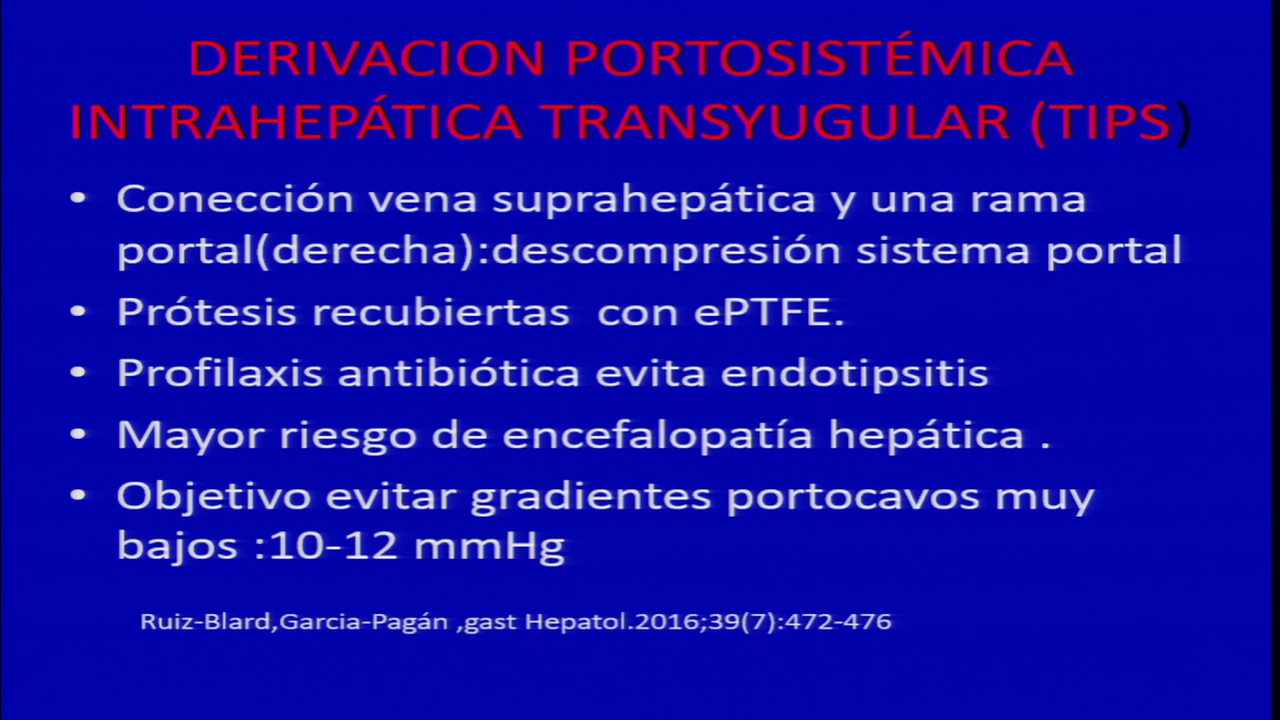 DERIVACION PORTOSISTÉMICA
INTRAHEPÁTICA TRANSYUGULAR (TIPS)
• Conección vena suprahepática y una rama
portal(derecha):descompresión sistema portal
• Prótesis recubiertas con ePTFE.
• Profilaxis antibiótica evita endotipsitis
• Mayor riesgo de encefalopatía hepática .
• Objetivo evitar gradientes portocavos muy
bajos :10-12 mmHg
Ruiz-Blard,Garcia-Pagán ,gast Hepatol.2016;39(7):472-476